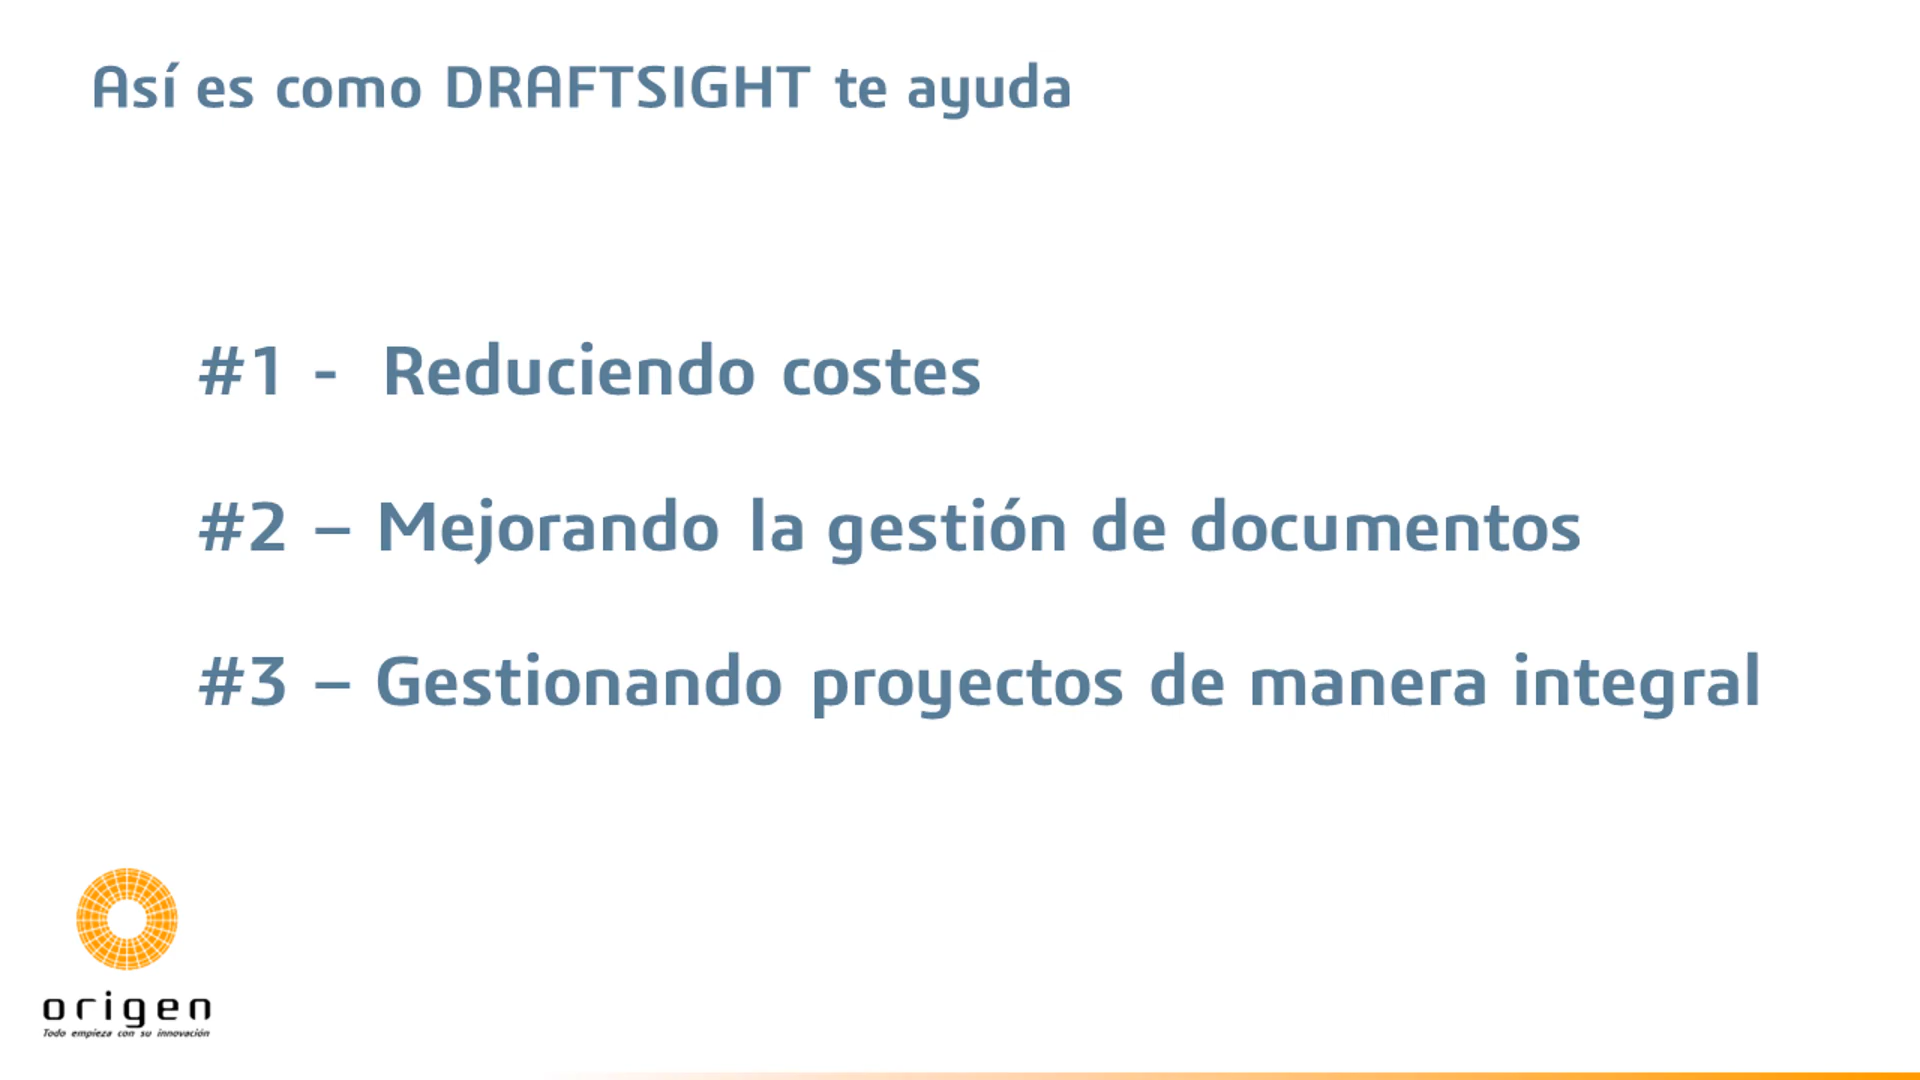 Así es como DRAFTSIGHT te ayuda
#1 - Reduciendo costes
#2 – Mejorando la gestión de documentos
#3 – Gestionando proyectos de manera integral
origen
Todo empieza con su innovación